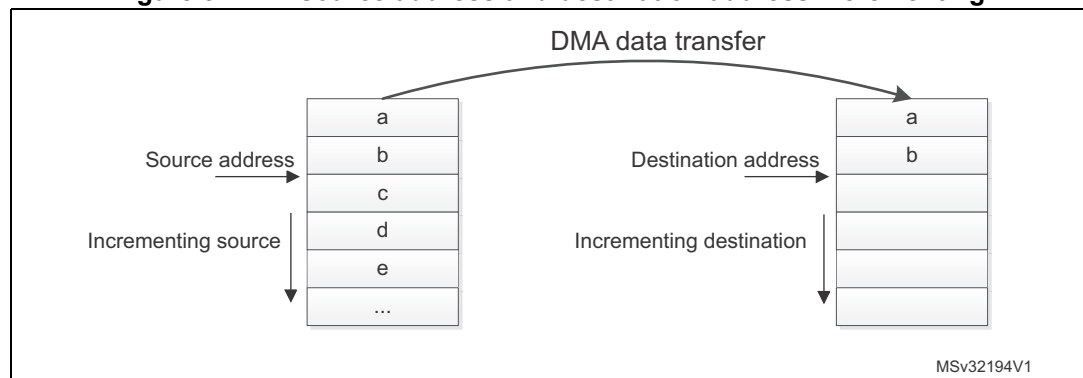 DMA data transfer
a
b
c
d
e
...
Source address
Incrementing source
a
b
Destination address
Incrementing destination
MSv32194V1